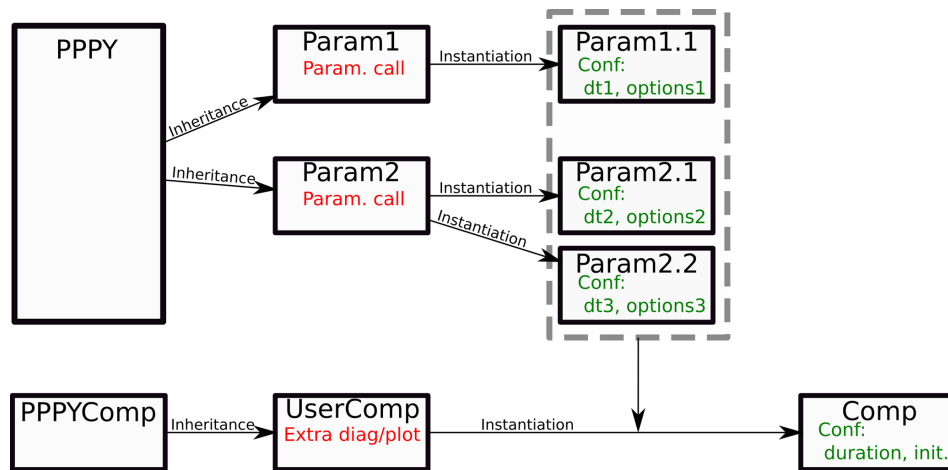 PPPY
Inheritance
Inheritance
Param1
Param. call
Instantiation
Param1.1
Conf:
dt1, options1
Param2
Param. call
Instantiation
Instantiation
Param2.1
Conf:
dt2, options2
Param2.2
Conf:
dt3, options3
PPPYComp
Inheritance
UserComp
Extra diag/plot
Instantiation
Comp
Conf:
duration, init.